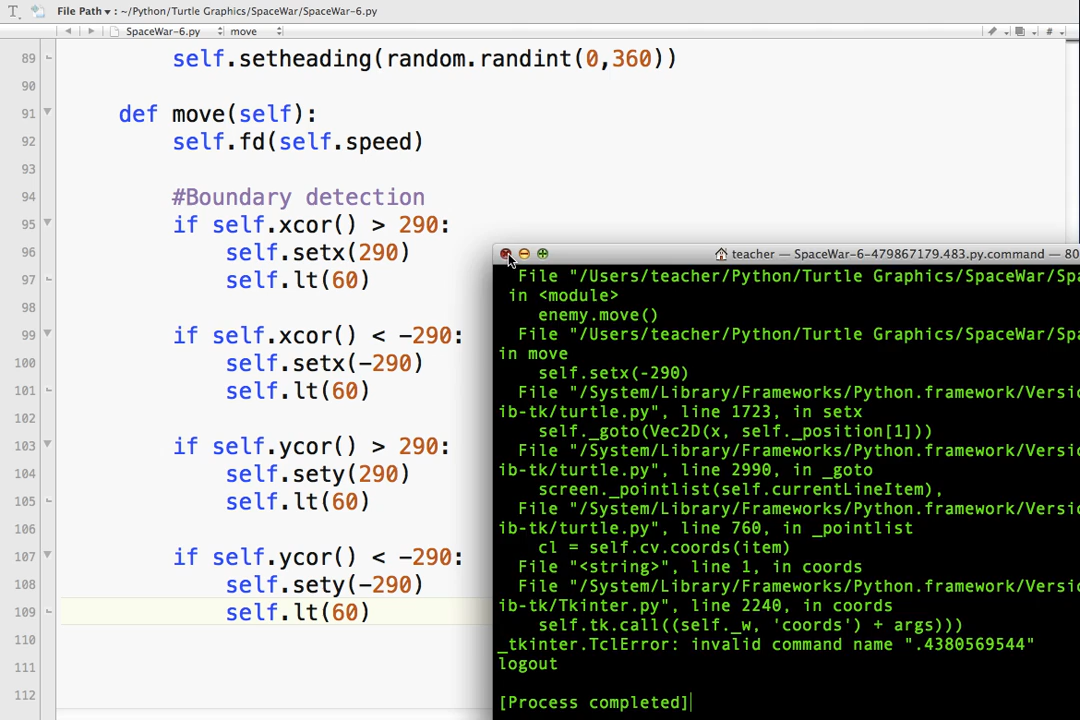 File Path ▾ : ~/Python/Turtle Graphics/SpaceWar/SpaceWar-6.py
SpaceWar-6.py move
89 self.setheading(random.randint(0,360))
90
91 def move(self):
92 self.fd(self.speed)
93
94 #Boundary detection
95 if self.xcor() > 290:
96 self.setx(290)
97 self.lt(60)
98
99 if self.xcor() < -290:
100 self.setx(-290)
101 self.lt(60)
102
103 if self.ycor() > 290:
104 self.sety(290)
105 self.lt(60)
106
107 if self.ycor() < -290:
108 self.sety(-290)
109 self.lt(60)
110
111
112
teacher — SpaceWar-6-479867179.483.py.command — 80
File "/Users/teacher/Python/Turtle Graphics/SpaceWar/Spa
in <module>
enemy.move()
File "/Users/teacher/Python/Turtle Graphics/SpaceWar/Spa
in move
self.setx(-290)
File "/System/Library/Frameworks/Python.framework/Versio
ib-tk/turtle.py", line 1723, in setx
self._goto(Vec2D(x, self._position[1]))
File "/System/Library/Frameworks/Python.framework/Versio
ib-tk/turtle.py", line 2990, in _goto
screen._pointlist(self.currentLineItem),
File "/System/Library/Frameworks/Python.framework/Versio
ib-tk/turtle.py", line 760, in _pointlist
cl = self.cv.coords(item)
File "<string>", line 1, in coords
File "/System/Library/Frameworks/Python.framework/Versio
ib-tk/Tkinter.py", line 2240, in coords
self.tk.call((self._w, 'coords') + args)))
_tkinter.TclError: invalid command name ".4380569544"
logout
[Process completed]